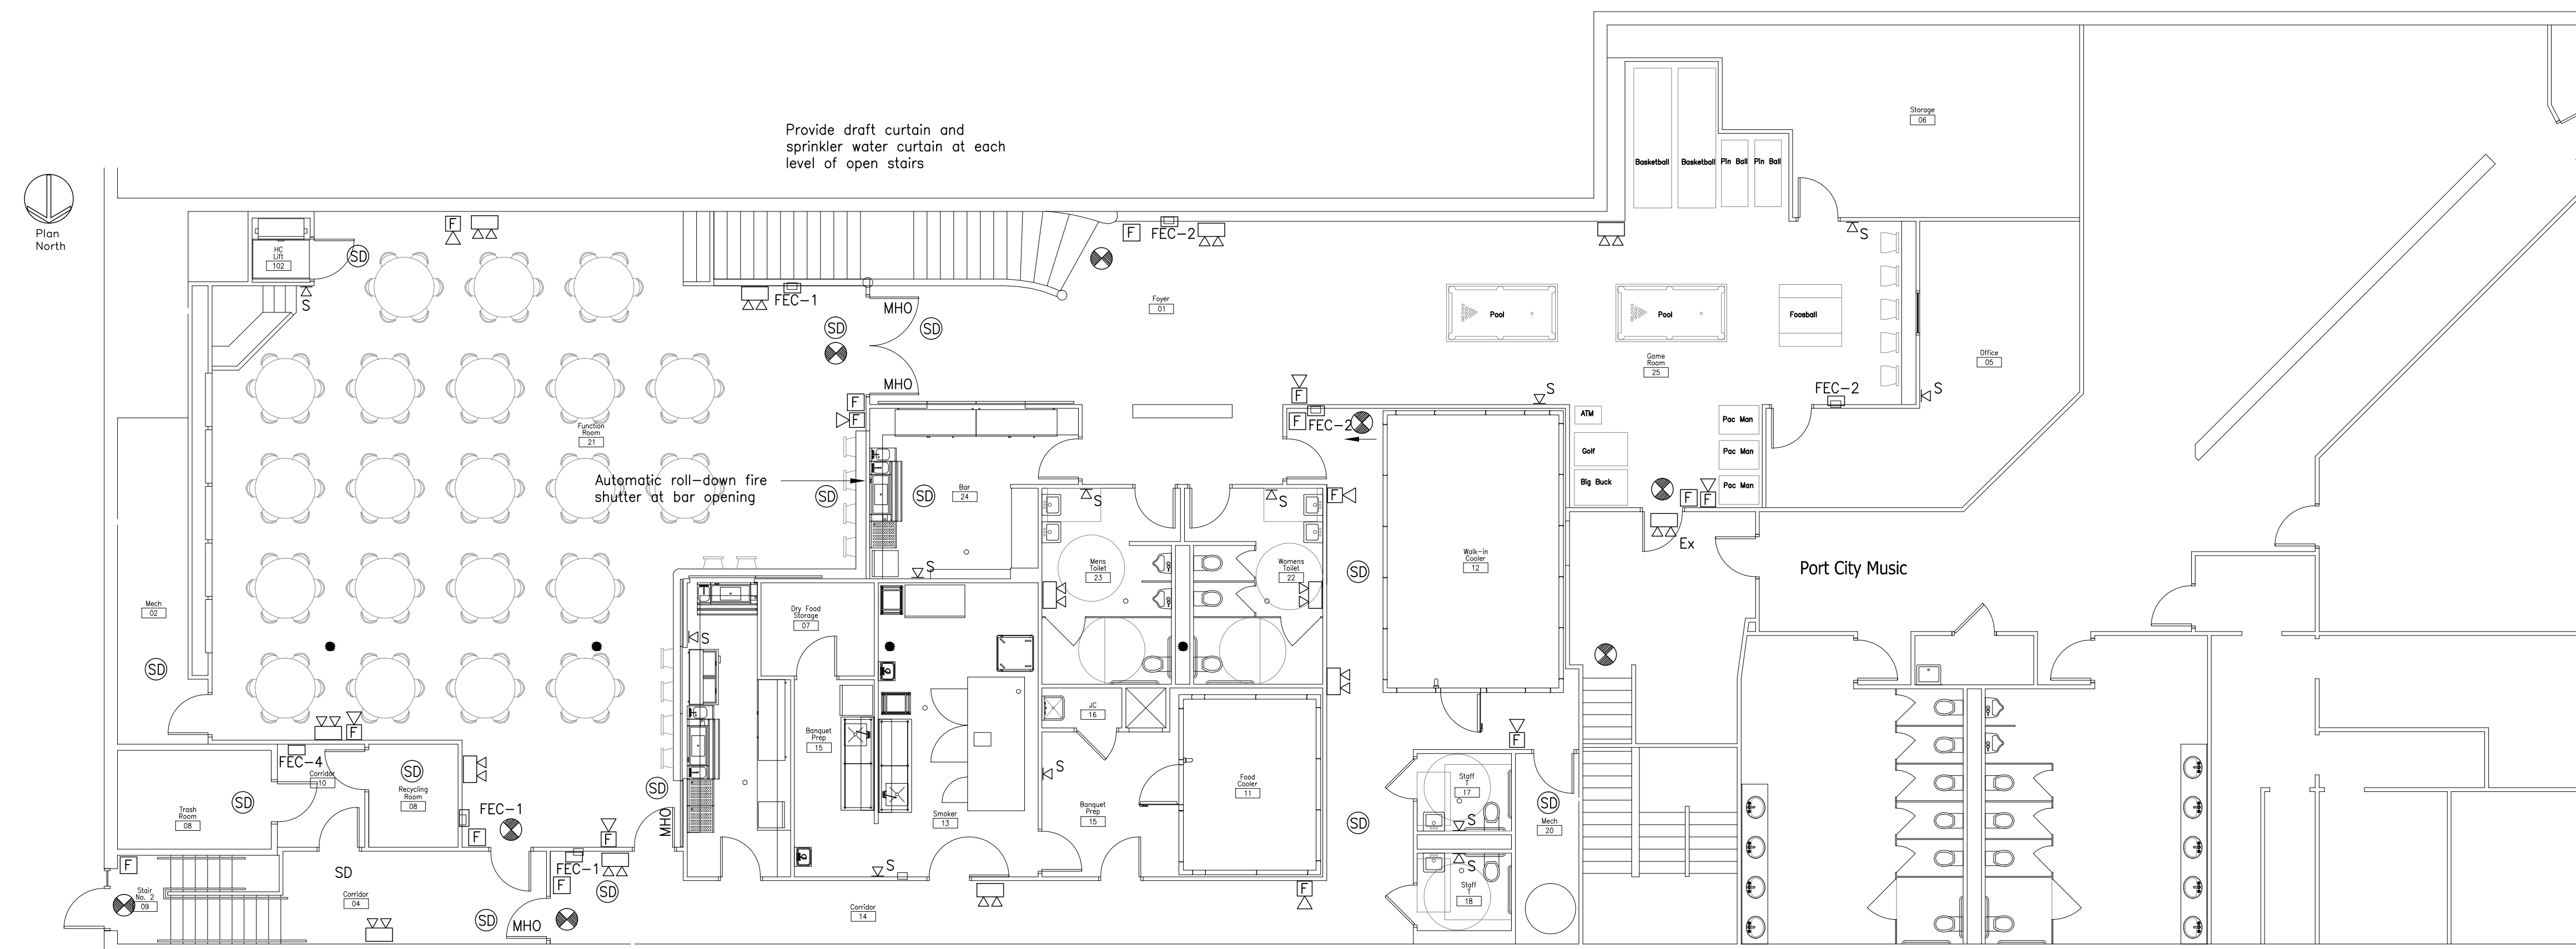 Provide draft curtain and
sprinkler water curtain at each
level of open stairs
Plan
North
Storage
06
Basketball
Basketball
Pin Ball
Pin Ball
HC
Lift
102
SD
S
F
FEC-1
F
FEC-2
S
MHO
SD
SD
MHO
Foyer
01
Pool
Pool
Foosball
Game
Room
25
Office
05
FEC-2
S
F
F
Function
Room
21
Automatic roll-down fire
shutter at bar opening
SD
SD
Bar
24
S
F
F
FEC-2
S
ATM
Golf
Big Buck
Pac Man
Pac Man
Pac Man
F
F
Ex
S
S
F
Mens
Toilet
23
Womens
Toilet
22
SD
Walk-in
Cooler
12
Port City Music
Mech
02
SD
Dry Food
Storage
07
S
F
FEC-4
Corridor
10
Trash
Room
08
SD
SD
Recycling
Room
08
FEC-1
F
F
FEC-1
F
SD
SD
MHO
Banquet
Prep
15
Smoker
13
S
JC
16
S
Banquet
Prep
15
Food
Cooler
11
SD
F
Staff
T
17
S
S
Staff
T
18
SD
Mech
20
F
F
Stair
No. 2
09
SD
Corridor
04
SD
MHO
Corridor
14